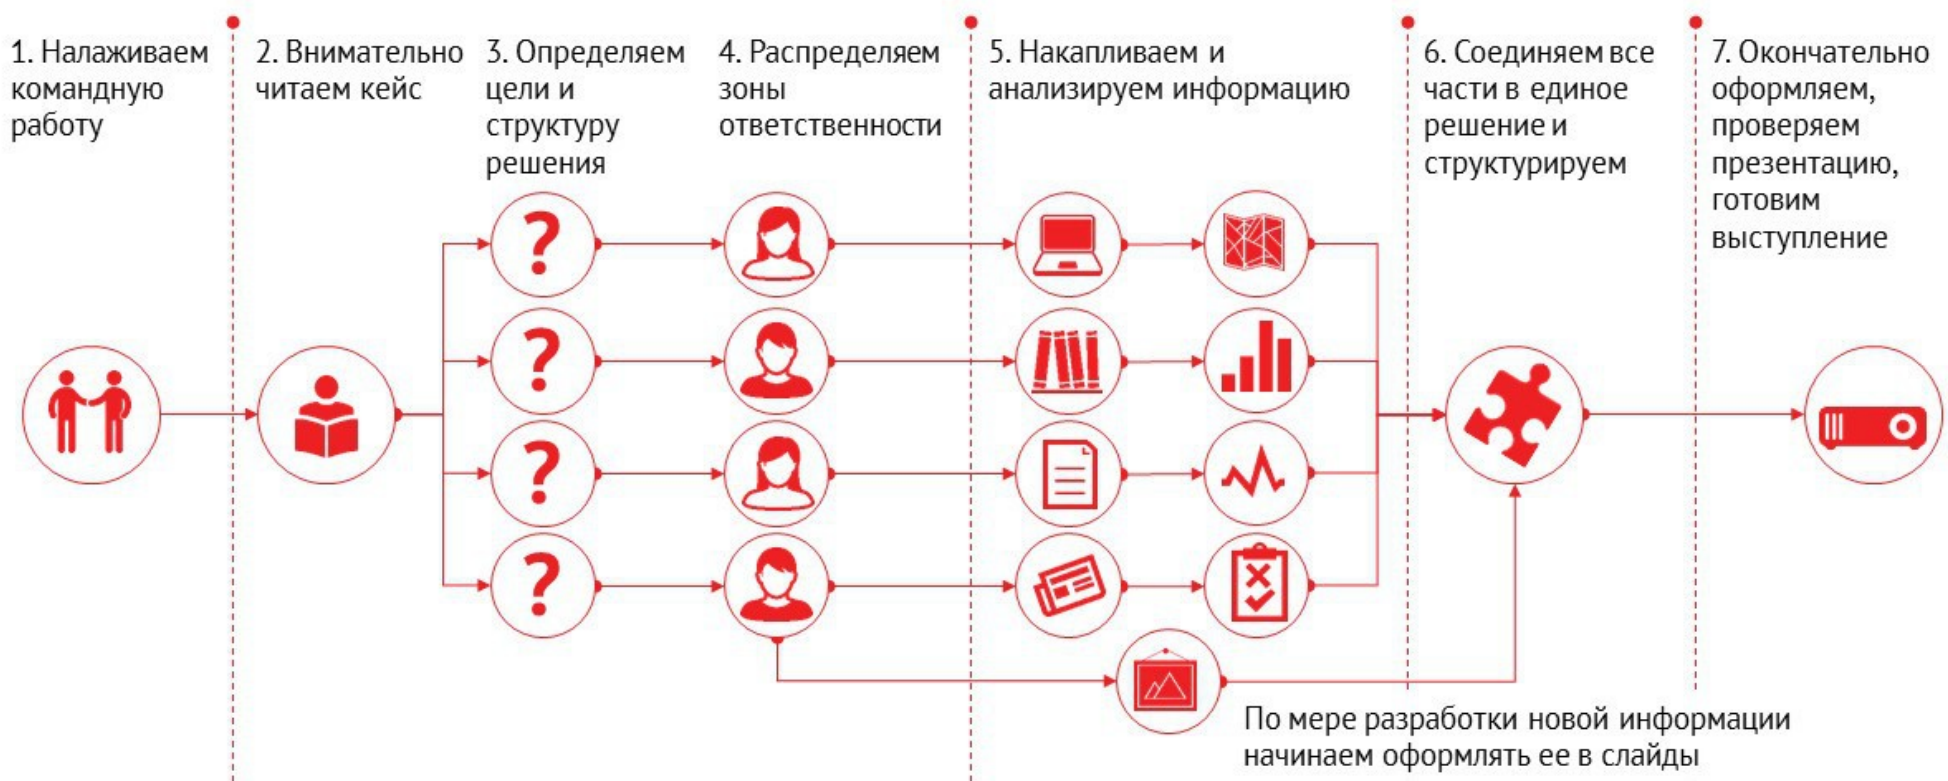 1. Налаживаем
командную
работу
2. Внимательно
читаем кейс
3. Определяем
цели и
структуру
решения
4. Распределяем
зоны
ответственности
5. Накапливаем и
анализируем информацию
6. Соединяем все
части в единое
решение и
структурируем
7. Окончательно
оформляем,
проверяем
презентацию,
готовим
выступление
По мере разработки новой информации
начинаем оформлять ее в слайды